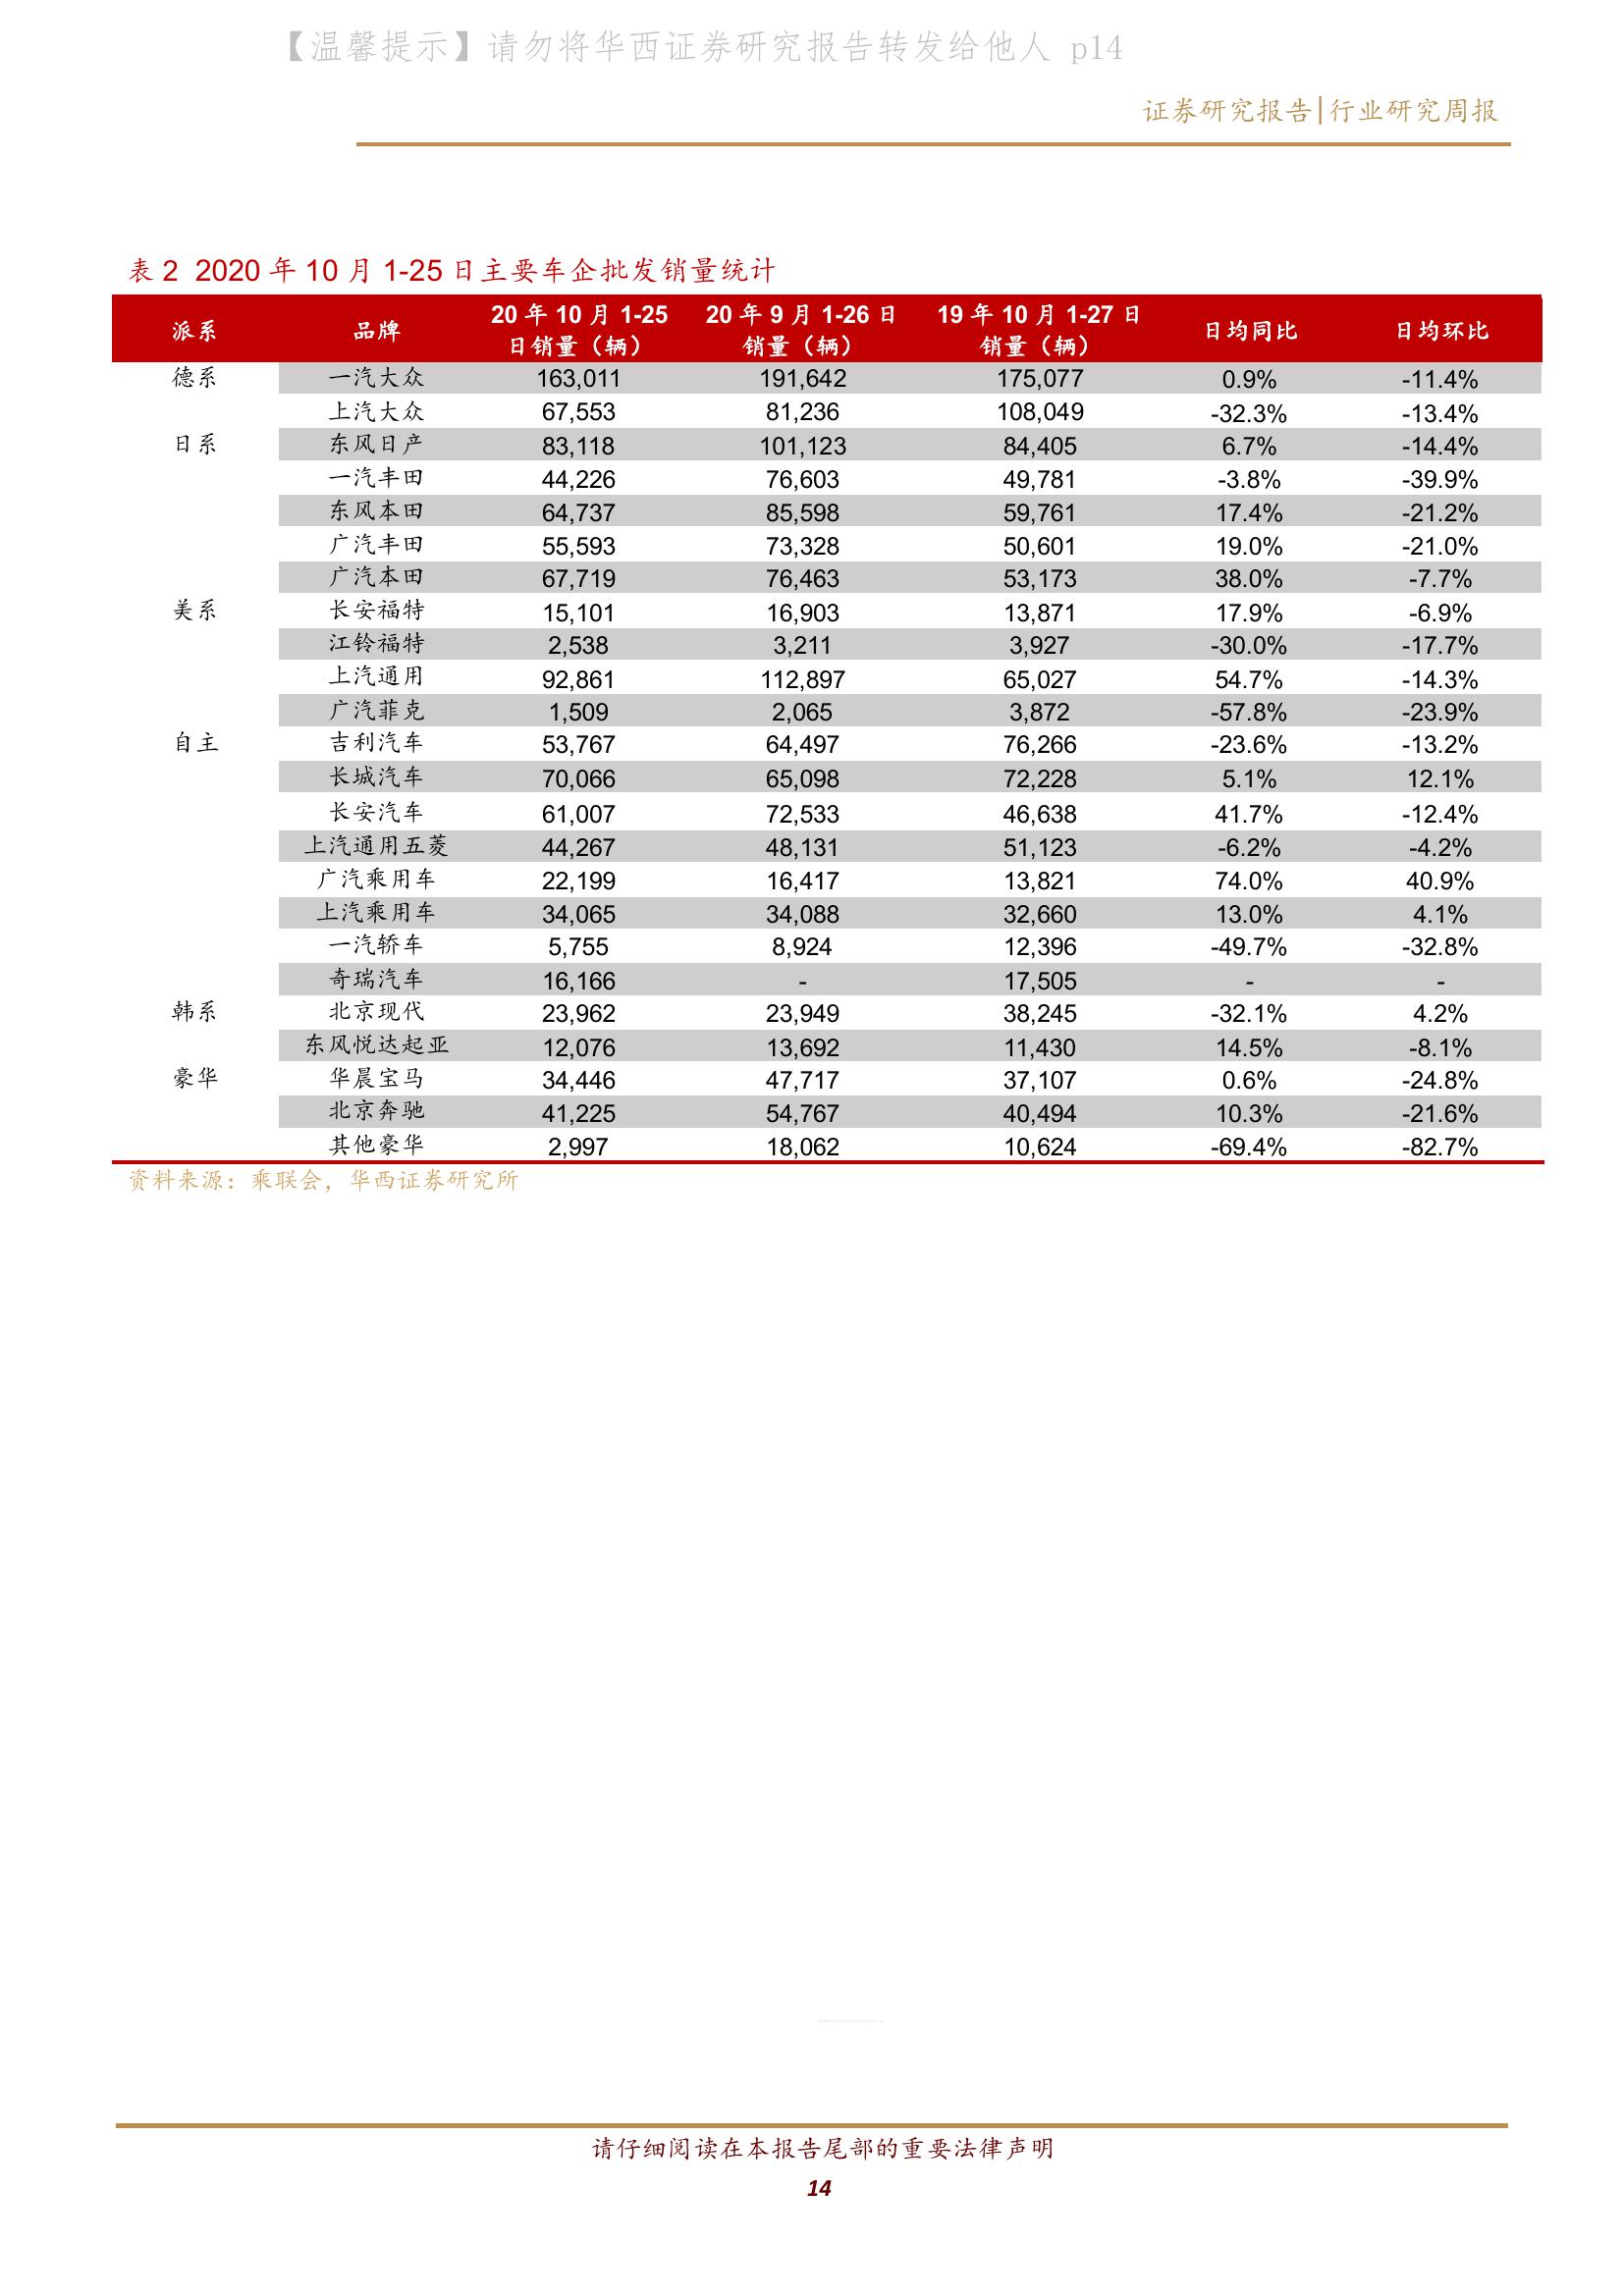 【温馨提示】请勿将华西证券研究报告转发给他人 p14
证券研究报告|行业研究周报
表 2 2020 年 10 月 1-25 日主要车企批发销量统计
派系 品牌 20 年 10 月 1-25 日销量（辆） 20 年 9 月 1-26 日销量（辆） 19 年 10 月 1-27 日销量（辆） 日均同比 日均环比
德系 一汽大众 163,011 191,642 175,077 0.9% -11.4%
上汽大众 67,553 81,236 108,049 -32.3% -13.4%
日系 东风日产 83,118 101,123 84,405 6.7% -14.4%
一汽丰田 44,226 76,603 49,781 -3.8% -39.9%
东风本田 64,737 85,598 59,761 17.4% -21.2%
广汽丰田 55,593 73,328 50,601 19.0% -21.0%
广汽本田 67,719 76,463 53,173 38.0% -7.7%
美系 长安福特 15,101 16,903 13,871 17.9% -6.9%
江铃福特 2,538 3,211 3,927 -30.0% -17.7%
上汽通用 92,861 112,897 65,027 54.7% -14.3%
广汽菲克 1,509 2,065 3,872 -57.8% -23.9%
自主 吉利汽车 53,767 64,497 76,266 -23.6% -13.2%
长城汽车 70,066 65,098 72,228 5.1% 12.1%
长安汽车 61,007 72,533 46,638 41.7% -12.4%
上汽通用五菱 44,267 48,131 51,123 -6.2% -4.2%
广汽乘用车 22,199 16,417 13,821 74.0% 40.9%
上汽乘用车 34,065 34,088 32,660 13.0% 4.1%
一汽轿车 5,755 8,924 12,396 -49.7% -32.8%
奇瑞汽车 16,166 - 17,505 - -
韩系 北京现代 23,962 23,949 38,245 -32.1% 4.2%
东风悦达起亚 12,076 13,692 11,430 14.5% -8.1%
豪华 华晨宝马 34,446 47,717 37,107 0.6% -24.8%
北京奔驰 41,225 54,767 40,494 10.3% -21.6%
其他豪华 2,997 18,062 10,624 -69.4% -82.7%
资料来源：乘联会，华西证券研究所
请仔细阅读在本报告尾部的重要法律声明
14